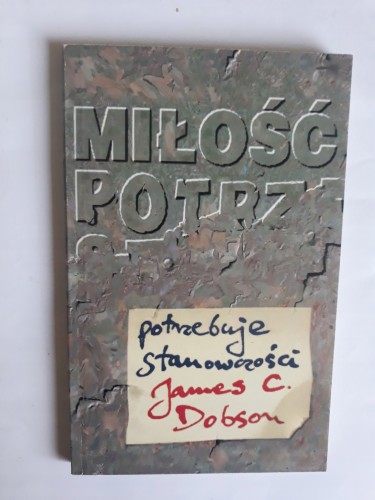 MIŁOŚĆ
POTRZ
potrzebuje
stanowczości
James C.
Dobson